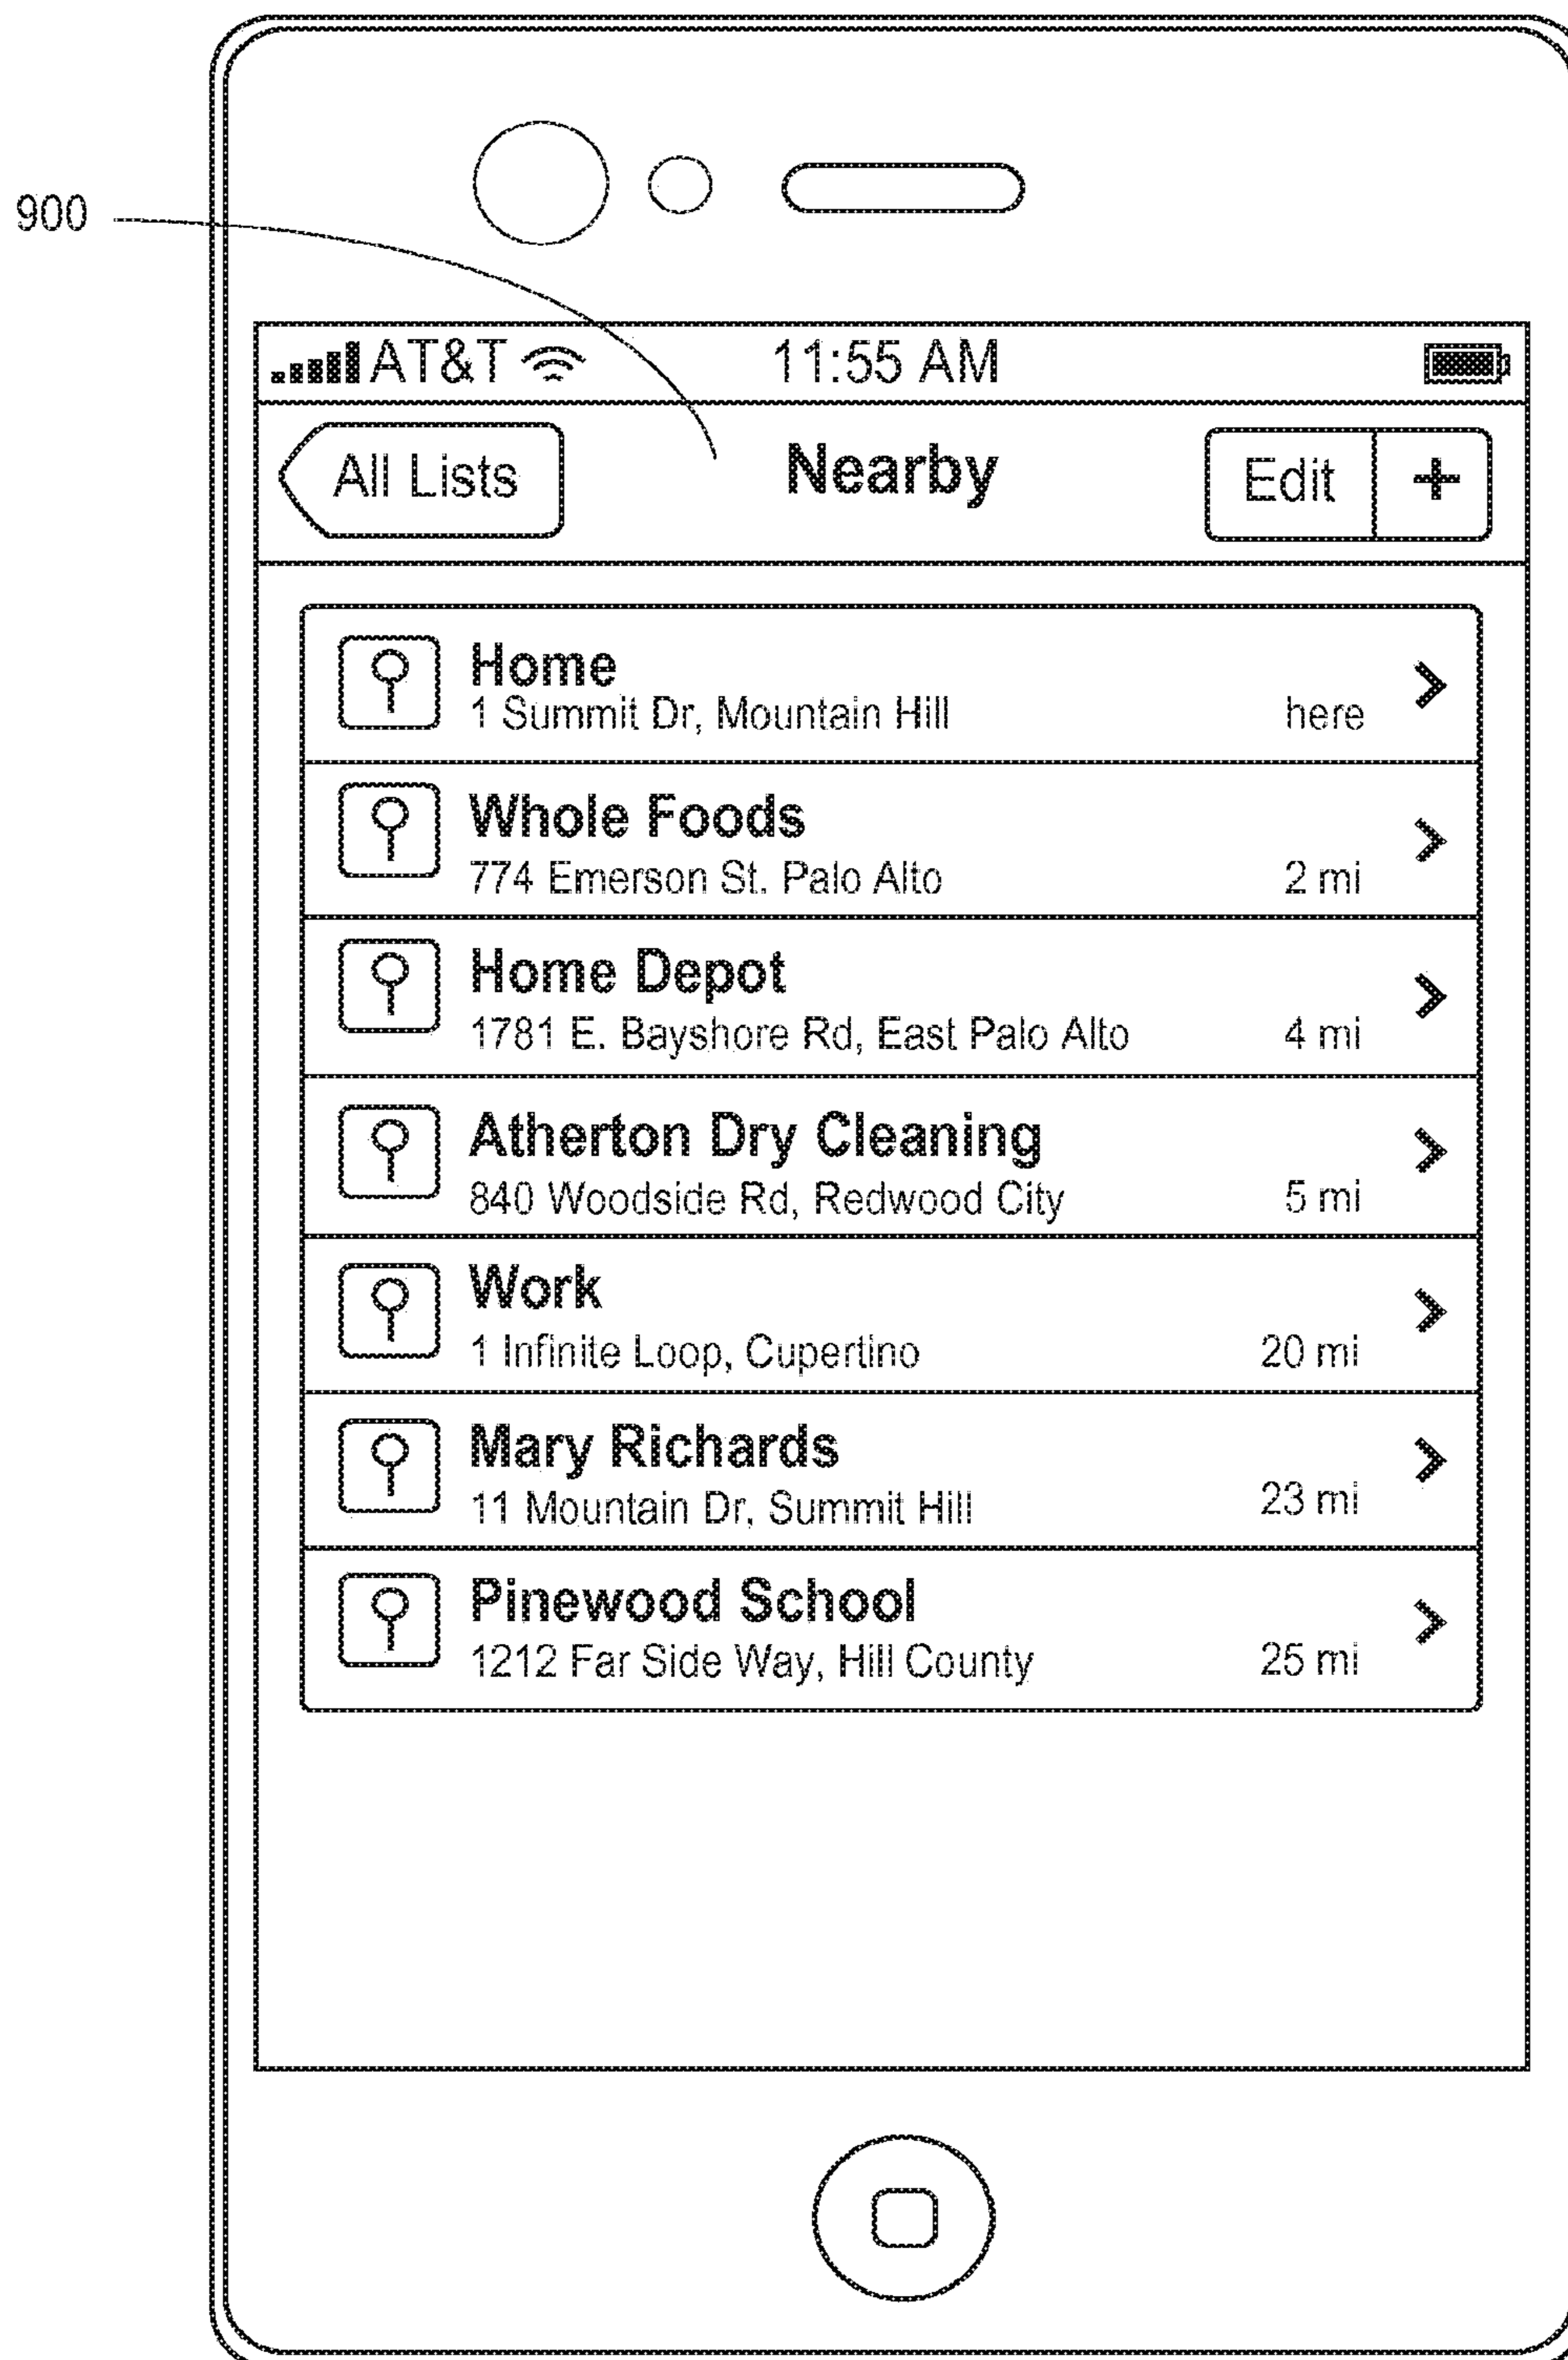 900
AT&T 11:55 AM
All Lists Nearby Edit +
Home
1 Summit Dr, Mountain Hill here
Whole Foods
774 Emerson St. Palo Alto 2 mi
Home Depot
1781 E. Bayshore Rd, East Palo Alto 4 mi
Atherton Dry Cleaning
840 Woodside Rd, Redwood City 5 mi
Work
1 Infinite Loop, Cupertino 20 mi
Mary Richards
11 Mountain Dr, Summit Hill 23 mi
Pinewood School
1212 Far Side Way, Hill County 25 mi